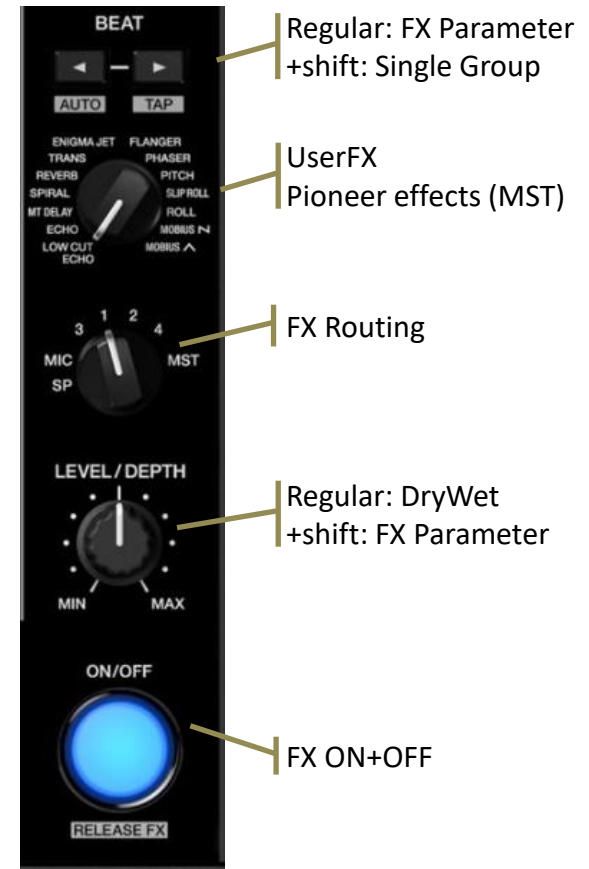 BEAT
Regular: FX Parameter
+shift: Single Group
AUTO TAP
ENIGMA JET FLANGER
TRANS PHASER
REVERB PITCH
SPIRAL SLIP ROLL
MT DELAY ROLL
ECHO MOBIUS
LOW CUT ECHO MOBIUS
UserFX
Pioneer effects (MST)
3 1 2 4
MIC MST
SP
FX Routing
LEVEL / DEPTH
Regular: DryWet
+shift: FX Parameter
MIN MAX
ON/OFF
FX ON+OFF
RELEASE FX